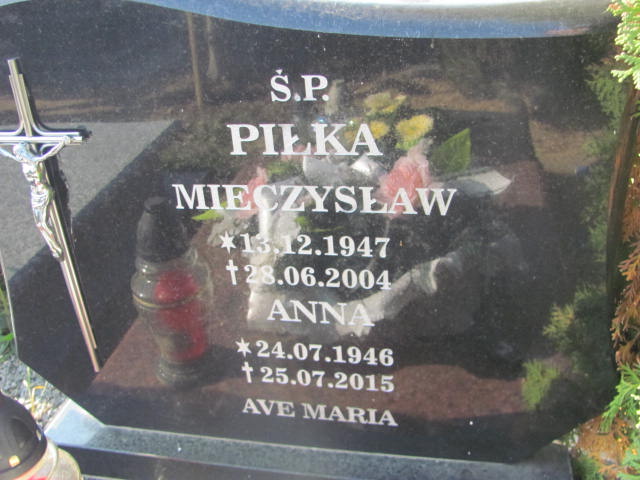 Ś.P.
PIŁKA
MIECZYSŁAW
✶13.12.1947
†28.06.2004
ANNA
✶24.07.1946
†25.07.2015
AVE MARIA